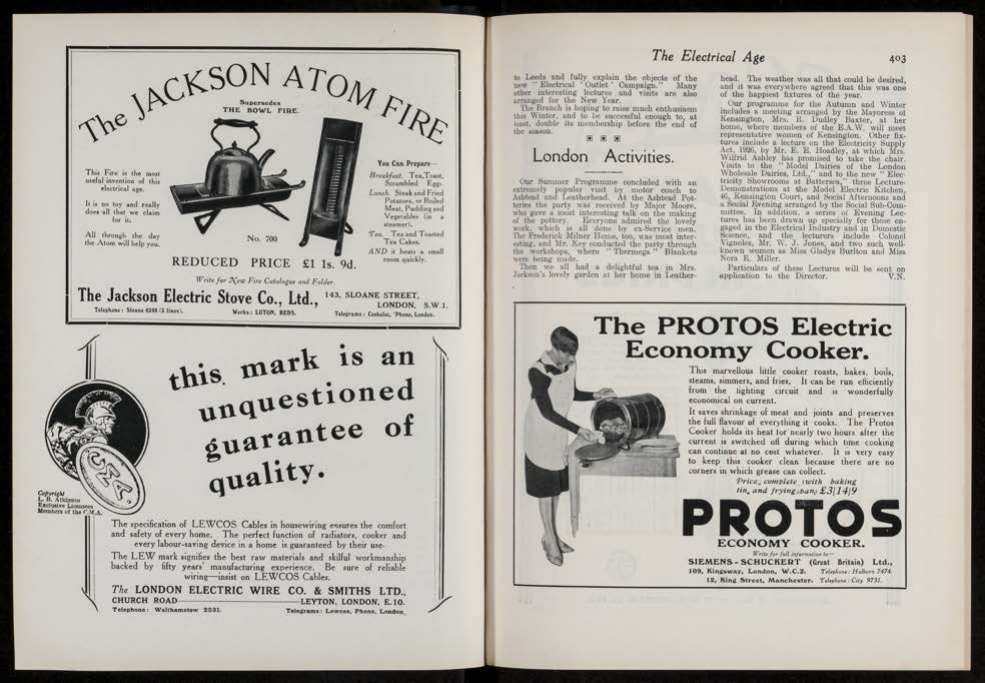 The JACKSON ATOM FIRE
Supersedes
THE BOWL FIRE.
This Fire is the most
useful invention of this
electrical age.
It is no toy and really
does all that we claim
for it.
All through the day
the Atom will help you.
No. 700
You Can Prepare—
Breakfast. Tea, Toast,
Scrambled Eggs.
Lunch. Steak and Fried
Potatoes, or Boiled
Meat, Pudding and
Vegetables (in a
steamer).
Tea. Tea and Toasted
Tea Cakes.
AND it heats a small
room quickly.
REDUCED PRICE £1 1s. 9d.
Write for New Fire Catalogue and Folder.
The Jackson Electric Stove Co., Ltd., 143, SLOANE STREET,
LONDON, S.W.1.
Telephone: Sloane 6248 (3 lines). Works: LUTON, BEDS. Telegrams: 'Phone, London.
this mark is an
unquestioned
guarantee of
quality.
C.M.A.
Copyright
L. B. Atkinson
Exclusive Licensees
Members of the C.M.A.
The specification of LEWCOS Cables in housewiring ensures the comfort
and safety of every home. The perfect function of radiators, cooker and
every labour-saving device in a home is guaranteed by their use.
The LEW mark signifies the best raw materials and skilful workmanship
backed by fifty years' manufacturing experience. Be sure of reliable
wiring—insist on LEWCOS Cables.
The LONDON ELECTRIC WIRE CO. & SMITHS LTD.,
CHURCH ROAD LEYTON, LONDON, E.10.
Telephone: Walthamstow 2531. Telegrams: Lewcos, Phone, London.
The Electrical Age 403
to Leeds and fully explain the objects of the
new "Electrical 'Outlet' Campaign." Many
other interesting lectures and visits are also
arranged for the New Year.
The Branch is hoping to raise much enthusiasm
this Winter, and to be successful enough to, at
least, double its membership before the end of
the season.
London Activities.
Our Summer Programme concluded with an
extremely popular visit by motor coach to
Ashtead and Leatherhead. At the Ashtead Pot-
teries the party was received by Major Moore,
who gave a most interesting talk on the making
of the pottery. Everyone admired the lovely
work, which is all done by ex-Service men.
The Frederick Milner Home, too, was most inter-
esting, and Mr. Key conducted the party through
the workshops, where "Thermega" Blankets
were being made.
Then we all had a delightful tea in Mrs.
Jackson's lovely garden at her home in Leather-
head. The weather was all that could be desired,
and it was everywhere agreed that this was one
of the happiest fixtures of the year.
Our programme for the Autumn and Winter
includes a meeting arranged by the Mayoress of
Kensington, Mrs. E. Dudley Baxter, at her
home, where members of the E.A.W. will meet
representative women of Kensington. Other fix-
tures include a lecture on the Electricity Supply
Act, 1926, by Mr. E. E. Hoadley, at which Mrs.
Wilfrid Ashley has promised to take the chair.
Visits to the "Model Dairies of the London
Wholesale Dairies, Ltd.," and to the new "Elec-
tricity Showrooms at Battersea," three Lecture-
Demonstrations at the Model Electric Kitchen,
46, Kensington Court, and Social Afternoons and
a Social Evening arranged by the Social Sub-Com-
mittee. In addition, a series of Evening Lec-
tures has been drawn up specially for those en-
gaged in the Electrical Industry and in Domestic
Science, and the lecturers include Colonel
Vignoles, Mr. W. J. Jones, and two such well-
known women as Miss Gladys Burlton and Miss
Nora E. Miller.
Particulars of these Lectures will be sent on
application to the Director. V.N.
The PROTOS Electric
Economy Cooker.
This marvellous little cooker roasts, bakes, boils,
steams, simmers, and fries. It can be run efficiently
from the lighting circuit and is wonderfully
economical on current.
It saves shrinkage of meat and joints and preserves
the full flavour of everything it cooks. The Protos
Cooker holds its heat for nearly two hours after the
current is switched off during which time cooking
can continue at no cost whatever. It is very easy
to keep this cooker clean because there are no
corners in which grease can collect.
Price, complete (with baking
tin, and frying pan) £3|14|9
PROTOS
ECONOMY COOKER.
Write for full information to—
SIEMENS-SCHUCKERT (Great Britain) Ltd.,
109, Kingsway, London, W.C.2. Telephone: Holborn 7474.
12, King Street, Manchester. Telephone: City 9731.